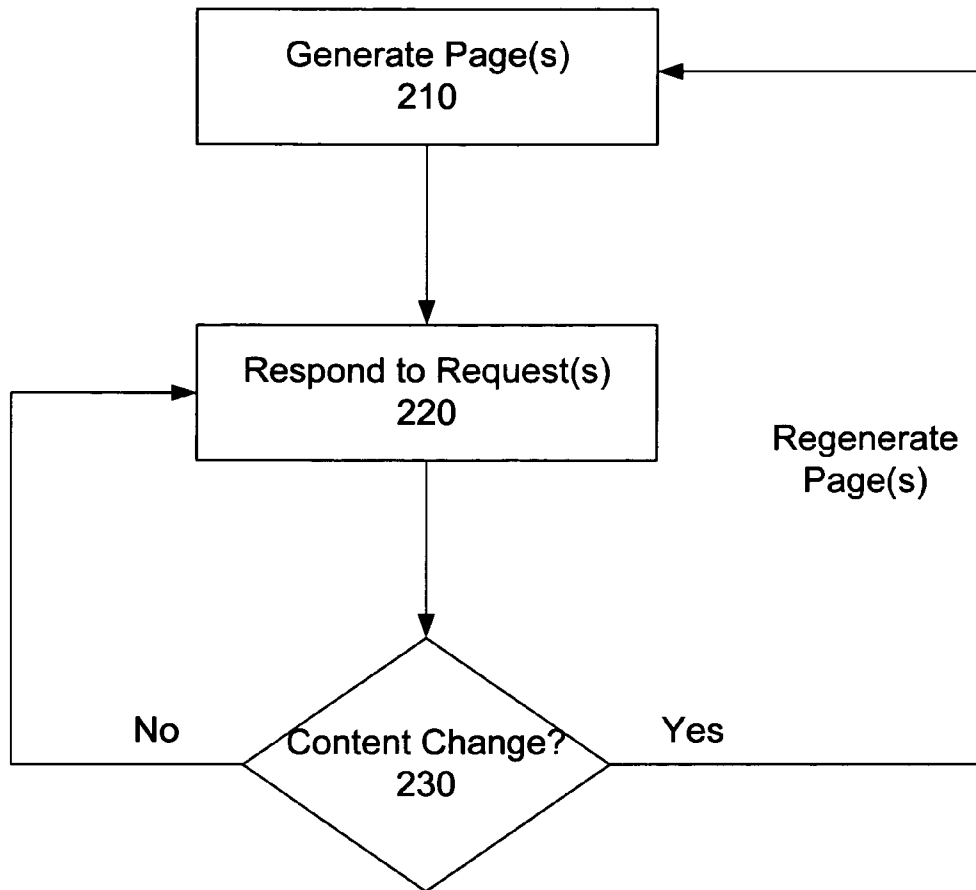 Generate Page(s)
210
Respond to Request(s)
220
Regenerate
Page(s)
No
Content Change?
230
Yes